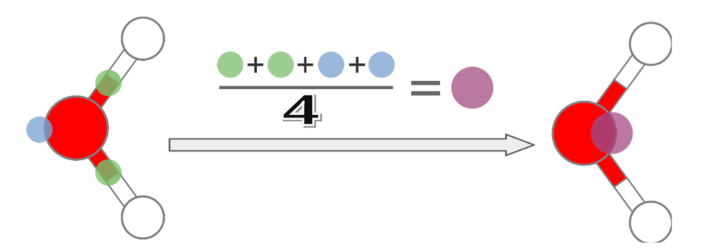 + + + =
4